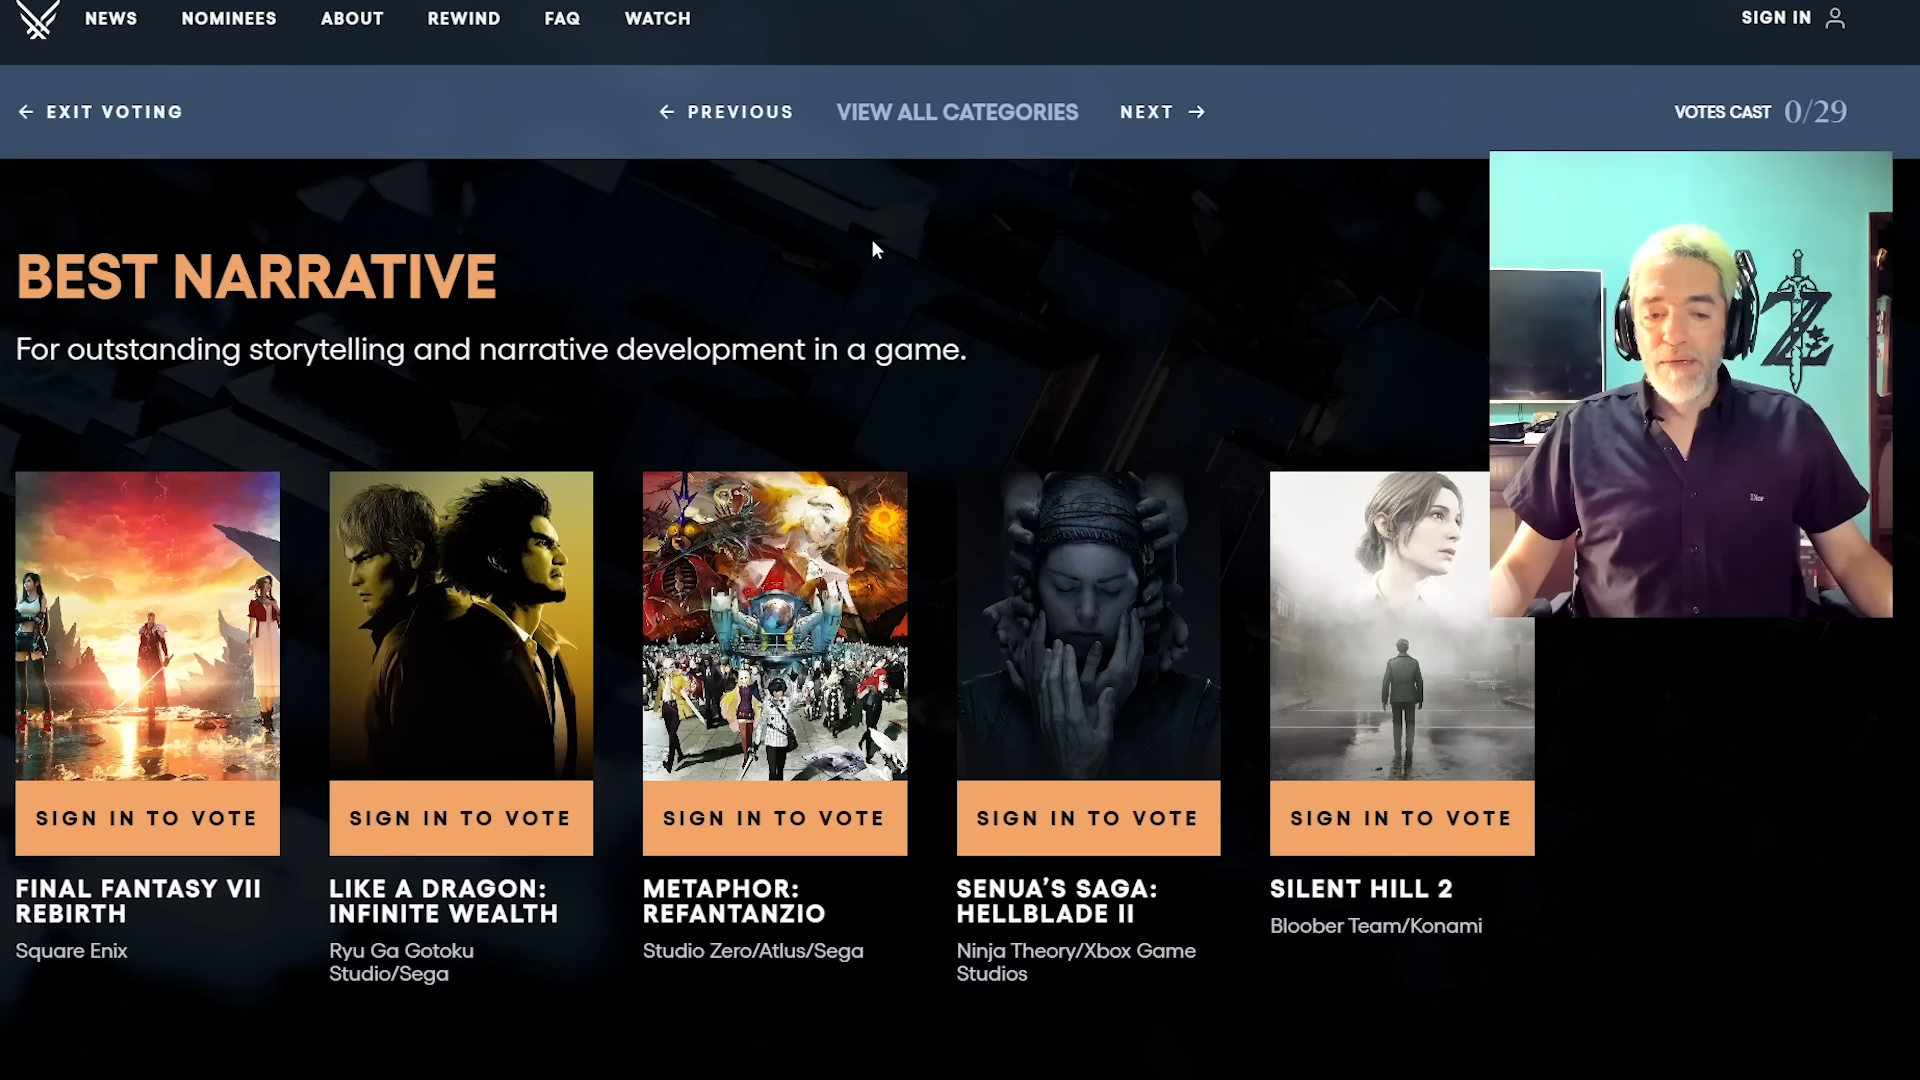 NEWS NOMINEES ABOUT REWIND FAQ WATCH SIGN IN
EXIT VOTING PREVIOUS VIEW ALL CATEGORIES NEXT VOTES CAST 0/29
BEST NARRATIVE
For outstanding storytelling and narrative development in a game.
Z
Dior
SIGN IN TO VOTE SIGN IN TO VOTE SIGN IN TO VOTE SIGN IN TO VOTE SIGN IN TO VOTE
FINAL FANTASY VII
REBIRTH
Square Enix
LIKE A DRAGON:
INFINITE WEALTH
Ryu Ga Gotoku
Studio/Sega
METAPHOR:
REFANTANZIO
Studio Zero/Atlus/Sega
SENUA’S SAGA:
HELLBLADE II
Ninja Theory/Xbox Game
Studios
SILENT HILL 2
Bloober Team/Konami